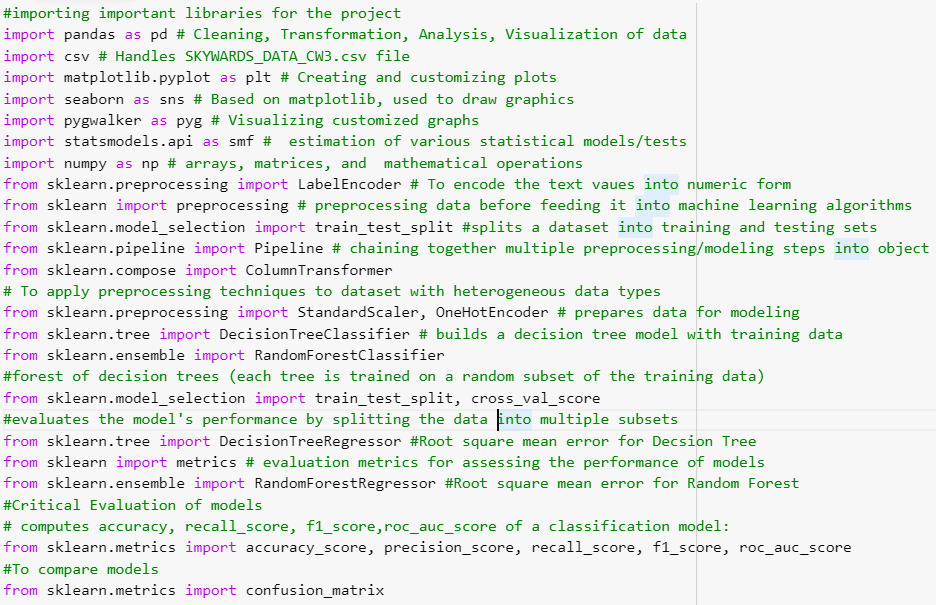 #importing important libraries for the project
import pandas as pd # Cleaning, Transformation, Analysis, Visualization of data
import csv # Handles SKYWARDS_DATA_CW3.csv file
import matplotlib.pyplot as plt # Creating and customizing plots
import seaborn as sns # Based on matplotlib, used to draw graphics
import pygwalker as pyg # Visualizing customized graphs
import statsmodels.api as smf #  estimation of various statistical models/tests
import numpy as np # arrays, matrices, and  mathematical operations
from sklearn.preprocessing import LabelEncoder # To encode the text vaues into numeric form
from sklearn import preprocessing # preprocessing data before feeding it into machine learning algorithms
from sklearn.model_selection import train_test_split #splits a dataset into training and testing sets
from sklearn.pipeline import Pipeline # chaining together multiple preprocessing/modeling steps into object
from sklearn.compose import ColumnTransformer
# To apply preprocessing techniques to dataset with heterogeneous data types
from sklearn.preprocessing import StandardScaler, OneHotEncoder # prepares data for modeling
from sklearn.tree import DecisionTreeClassifier # builds a decision tree model with training data
from sklearn.ensemble import RandomForestClassifier
#forest of decision trees (each tree is trained on a random subset of the training data)
from sklearn.model_selection import train_test_split, cross_val_score
#evaluates the model's performance by splitting the data into multiple subsets
from sklearn.tree import DecisionTreeRegressor #Root square mean error for Decsion Tree
from sklearn import metrics # evaluation metrics for assessing the performance of models
from sklearn.ensemble import RandomForestRegressor #Root square mean error for Random Forest
#Critical Evaluation of models
# computes accuracy, recall_score, f1_score,roc_auc_score of a classification model:
from sklearn.metrics import accuracy_score, precision_score, recall_score, f1_score, roc_auc_score
#To compare models
from sklearn.metrics import confusion_matrix